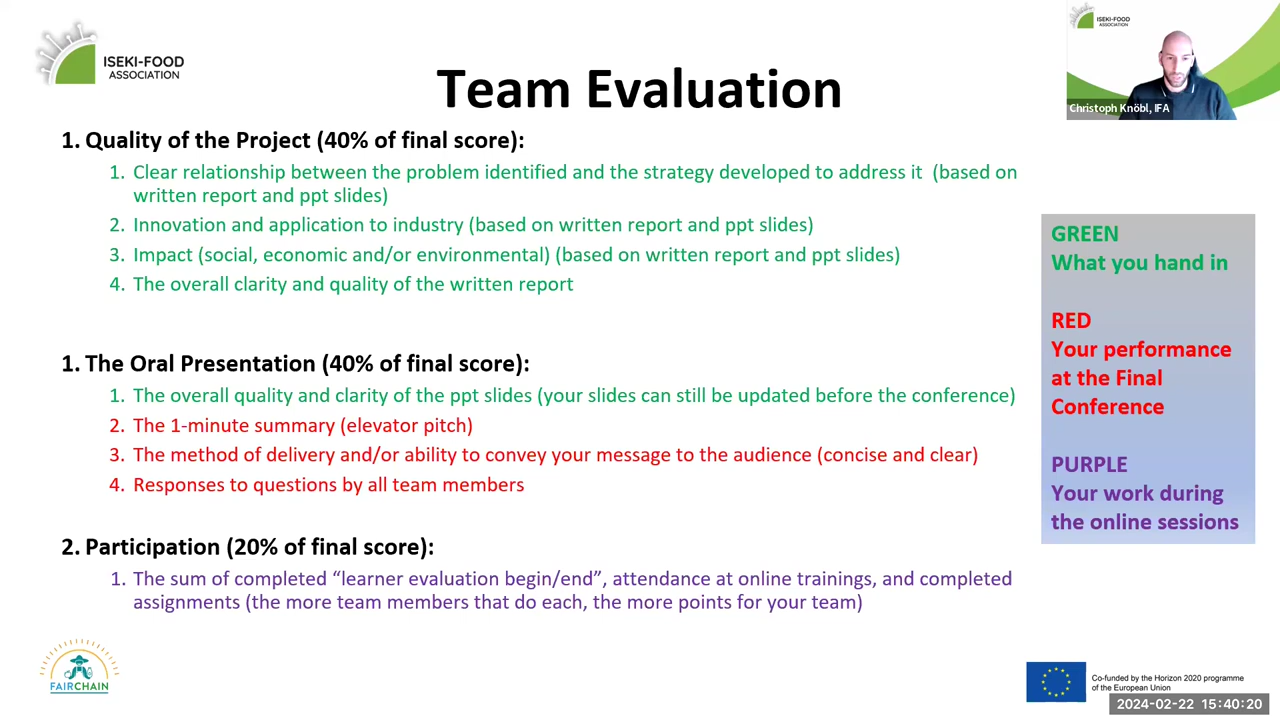 ISEKI-FOOD
ASSOCIATION
Team Evaluation
ISEKI-FOOD
ASSOCIATION
Christoph Knöbl, IFA
1. Quality of the Project (40% of final score):
1. Clear relationship between the problem identified and the strategy developed to address it (based on
written report and ppt slides)
2. Innovation and application to industry (based on written report and ppt slides)
3. Impact (social, economic and/or environmental) (based on written report and ppt slides)
4. The overall clarity and quality of the written report
1. The Oral Presentation (40% of final score):
1. The overall quality and clarity of the ppt slides (your slides can still be updated before the conference)
2. The 1-minute summary (elevator pitch)
3. The method of delivery and/or ability to convey your message to the audience (concise and clear)
4. Responses to questions by all team members
2. Participation (20% of final score):
1. The sum of completed “learner evaluation begin/end”, attendance at online trainings, and completed
assignments (the more team members that do each, the more points for your team)
GREEN
What you hand in
RED
Your performance
at the Final
Conference
PURPLE
Your work during
the online sessions
FAIRCHAIN
Co-funded by the Horizon 2020 programme
of the European Union
2024-02-22 15:40:20